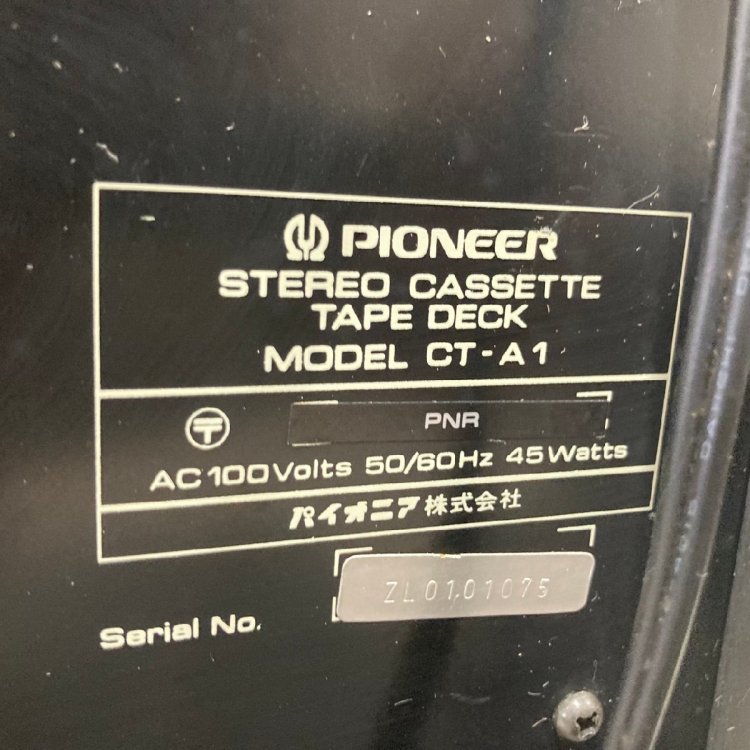 PIONEER
STEREO CASSETTE
TAPE DECK
MODEL CT-A1
〒 PNR
AC 100 Volts 50/60Hz 45 Watts
パイオニア株式会社
Serial No. ZL0101075